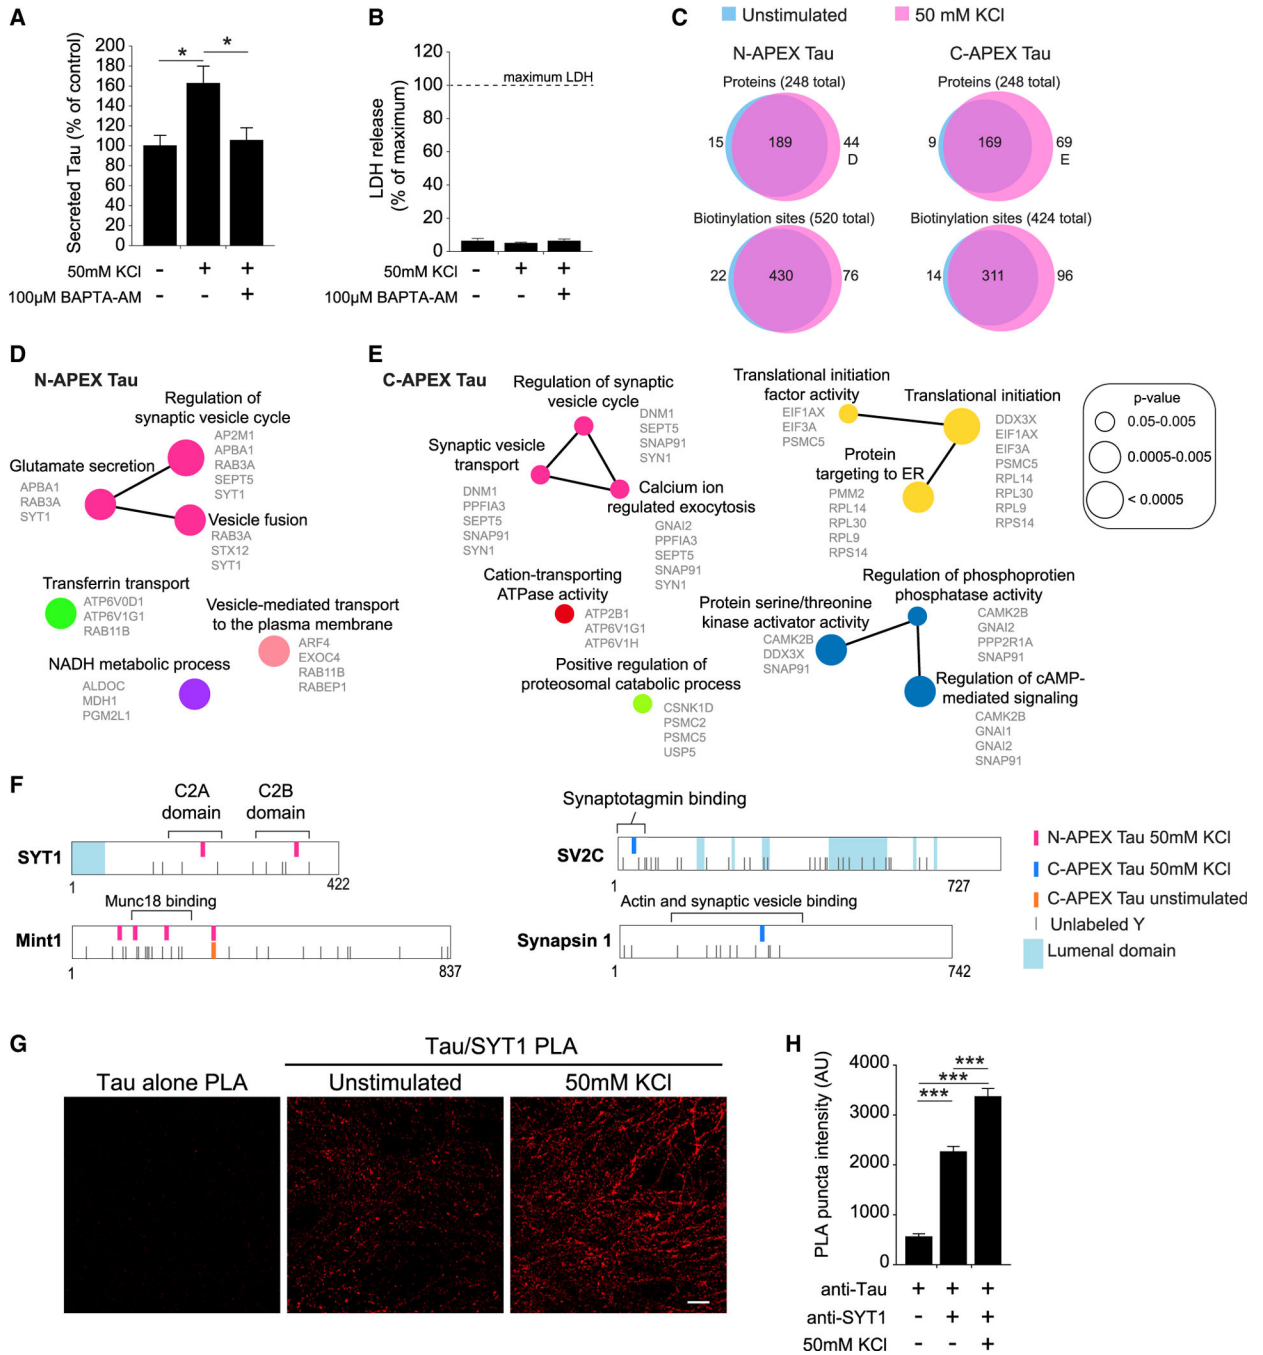 A
Secreted Tau (% of control)
200
180
160
140
120
100
80
60
40
20
0
*
*
50mM KCl - + +
100µM BAPTA-AM - - +
B
LDH release
(% of maximum)
120
100
80
60
40
20
0
maximum LDH
50mM KCl - + +
100µM BAPTA-AM - - +
C
Unstimulated
50 mM KCl
N-APEX Tau
C-APEX Tau
Proteins (248 total)
Proteins (248 total)
15 189 44
D
9 169 69
E
Biotinylation sites (520 total)
Biotinylation sites (424 total)
22 430 76
14 311 96
D
N-APEX Tau
Regulation of
synaptic vesicle cycle
AP2M1
APBA1
RAB3A
SEPT5
SYT1
Glutamate secretion
APBA1
RAB3A
SYT1
Vesicle fusion
RAB3A
STX12
SYT1
Transferrin transport
ATP6V0D1
ATP6V1G1
RAB11B
Vesicle-mediated transport
to the plasma membrane
ARF4
EXOC4
RAB11B
RABEP1
NADH metabolic process
ALDOC
MDH1
PGM2L1
E
C-APEX Tau
Regulation of synaptic
vesicle cycle
DNM1
SEPT5
SNAP91
SYN1
Synaptic vesicle
transport
DNM1
PPFIA3
SEPT5
SNAP91
SYN1
Calcium ion
regulated exocytosis
GNAI2
PPFIA3
SEPT5
SNAP91
SYN1
Cation-transporting
ATPase activity
ATP2B1
ATP6V1G1
ATP6V1H
Positive regulation of
proteosomal catabolic process
CSNK1D
PSMC2
PSMC5
USP5
Translational initiation
factor activity
EIF1AX
EIF3A
PSMC5
Translational initiation
DDX3X
EIF1AX
EIF3A
PSMC5
RPL14
RPL30
RPL9
RPS14
Protein
targeting to ER
PMM2
RPL14
RPL30
RPL9
RPS14
Regulation of phosphoprotien
phosphatase activity
CAMK2B
GNAI2
PPP2R1A
SNAP91
Protein serine/threonine
kinase activator activity
CAMK2B
DDX3X
SNAP91
Regulation of cAMP-
mediated signaling
CAMK2B
GNAI1
GNAI2
SNAP91
p-value
0.05-0.005
0.0005-0.005
< 0.0005
F
C2A
domain
C2B
domain
SYT1
1
422
Munc18 binding
Mint1
1
837
Synaptotagmin binding
SV2C
1
727
Actin and synaptic vesicle binding
Synapsin 1
1
742
N-APEX Tau 50mM KCl
C-APEX Tau 50mM KCl
C-APEX Tau unstimulated
Unlabeled Y
Lumenal domain
G
Tau/SYT1 PLA
Tau alone PLA
Unstimulated
50mM KCl
H
PLA puncta intensity (AU)
4000
3000
2000
1000
0
***
***
***
anti-Tau + + +
anti-SYT1 - + +
50mM KCl - - +